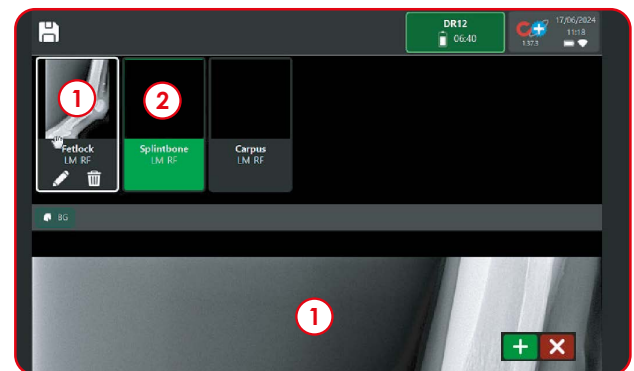 DR12
06:40
1373
17/06/2024
11:18
1
2
Fetlock
LM RF
Splintbone
LM RF
Carpus
LM RF
BG
1